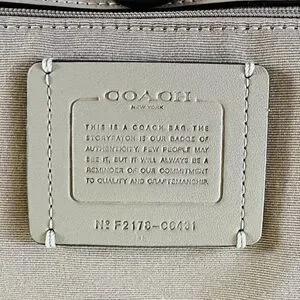 COACH
NEW YORK
THIS IS A COACH BAG. THE
STORYPATCH IS OUR BADGE OF
AUTHENTICITY. FEW PEOPLE MAY
SEE IT, BUT IT WILL ALWAYS BE A
REMINDER OF OUR COMMITMENT
TO QUALITY AND CRAFTSMANSHIP.
Nº F2178-C6431